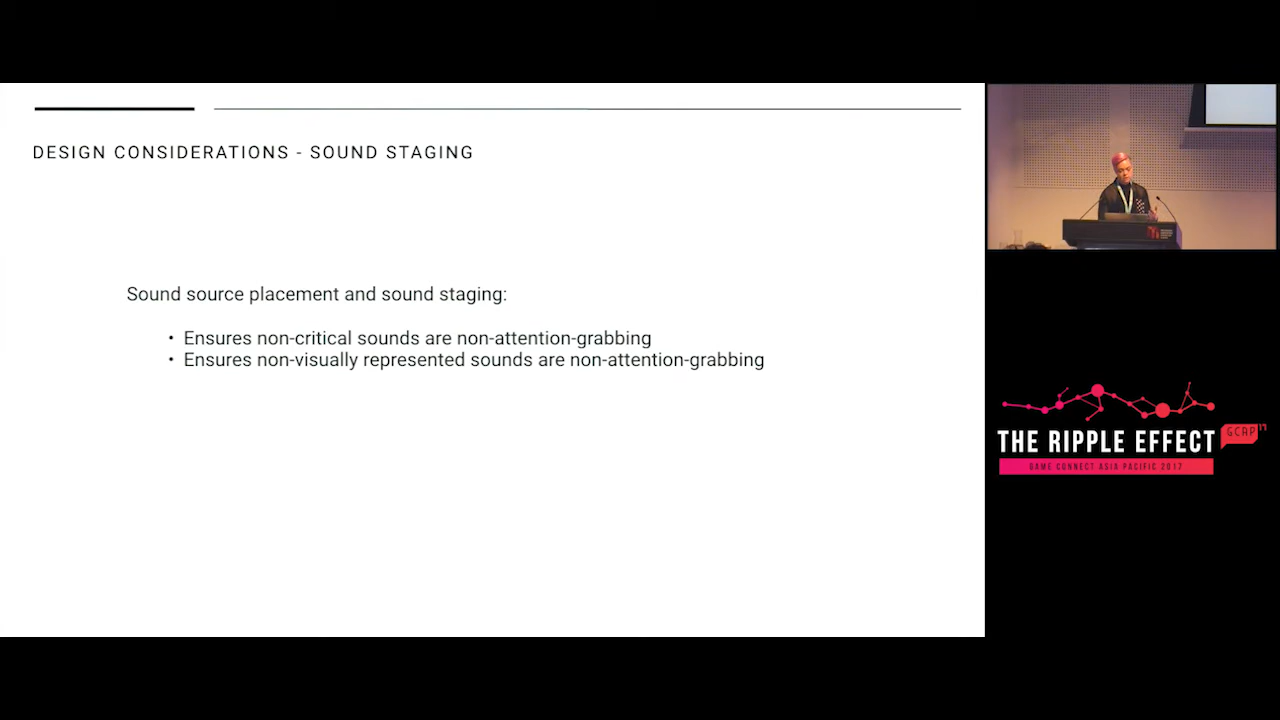 DESIGN CONSIDERATIONS - SOUND STAGING
Sound source placement and sound staging:
• Ensures non-critical sounds are non-attention-grabbing
• Ensures non-visually represented sounds are non-attention-grabbing
THE RIPPLE EFFECT
GCAP 17
GAME CONNECT ASIA PACIFIC 2017